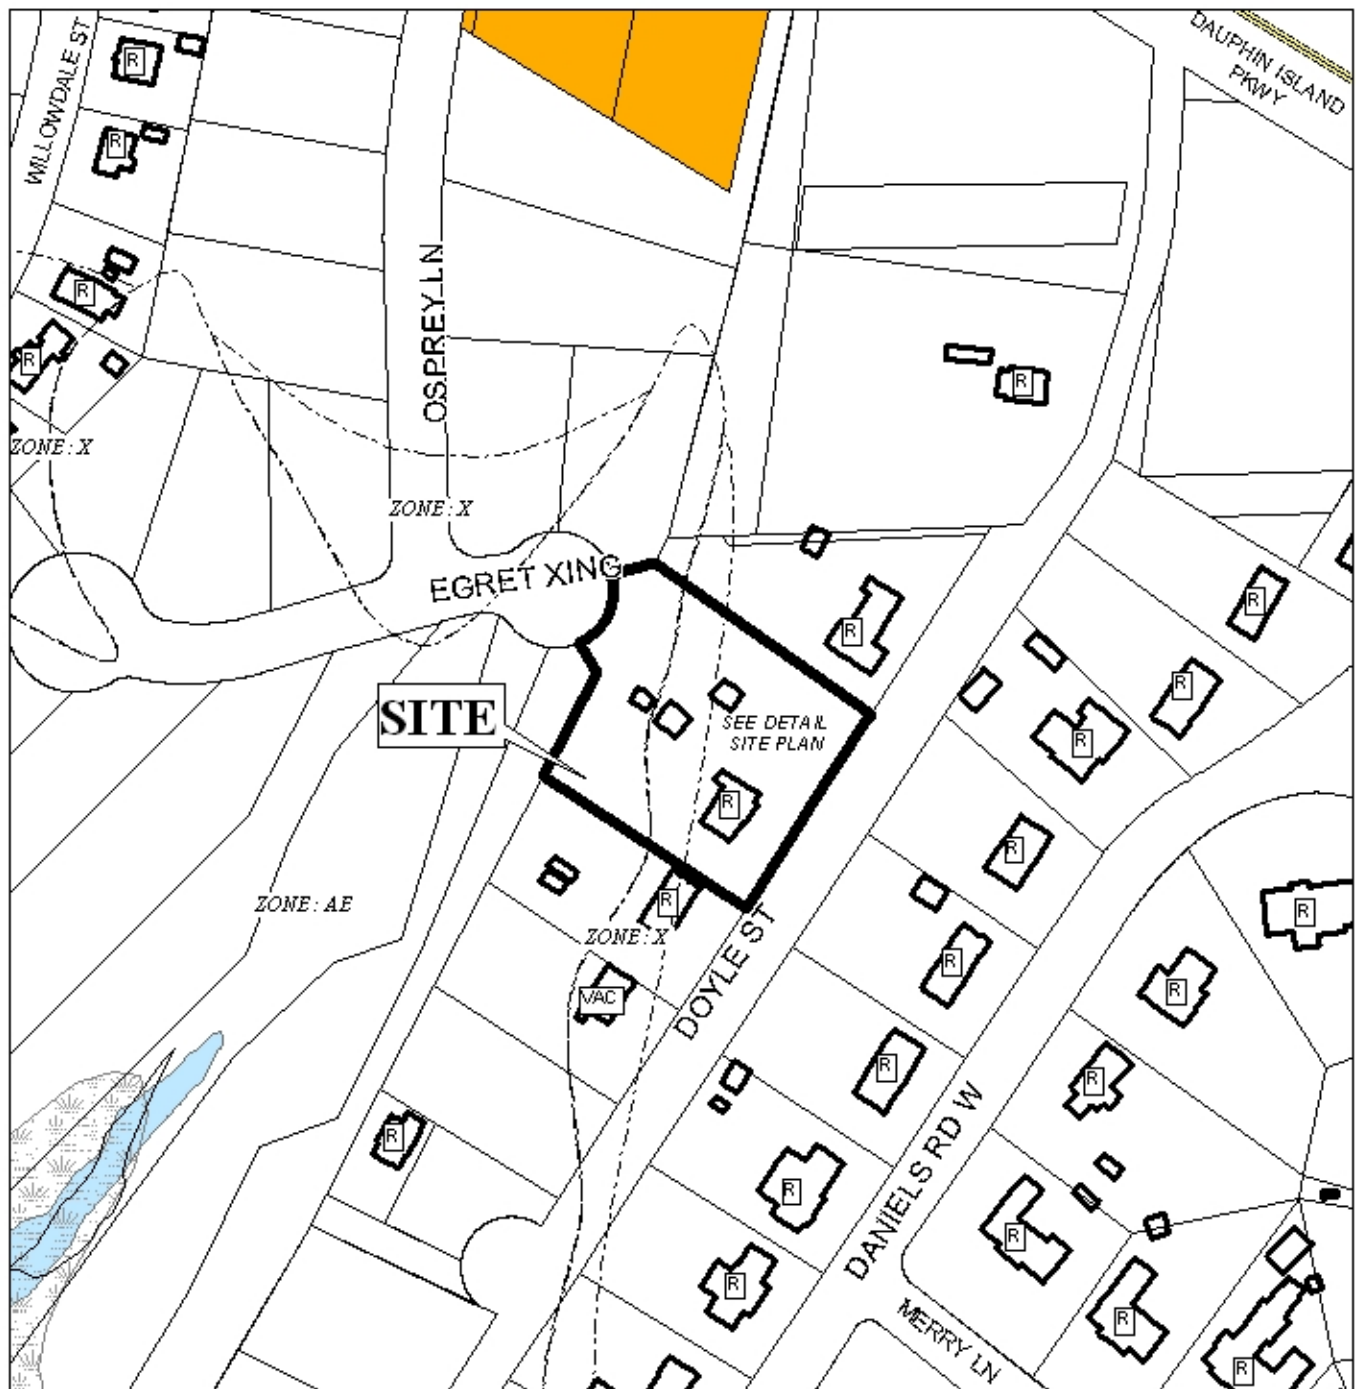 WILLOWDALE ST
DAUPHIN ISLAND
PKWY
R
R
R
R
OSPREY LN
R
ZONE: X
ZONE: X
EGRET XING
R
R
R
SITE
SEE DETAIL
SITE PLAN
R
R
R
ZONE: AE
R
ZONE: X
R
R
VAC
DOYLE ST
R
R
R
R
R
DANIELS RD W
R
R
R
MERRY LN
R
R